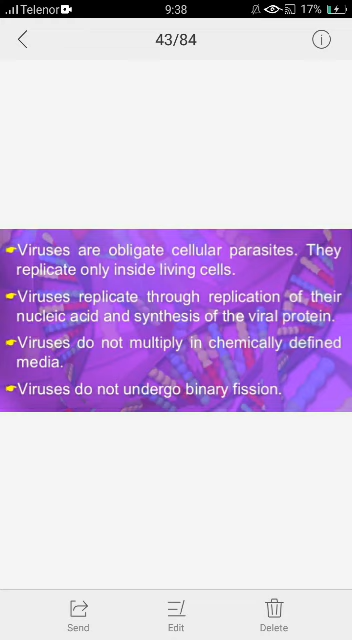 Telenor 9:38 17%
43/84
Viruses are obligate cellular parasites. They
replicate only inside living cells.
Viruses replicate through replication of their
nucleic acid and synthesis of the viral protein.
Viruses do not multiply in chemically defined
media.
Viruses do not undergo binary fission.
Send Edit Delete